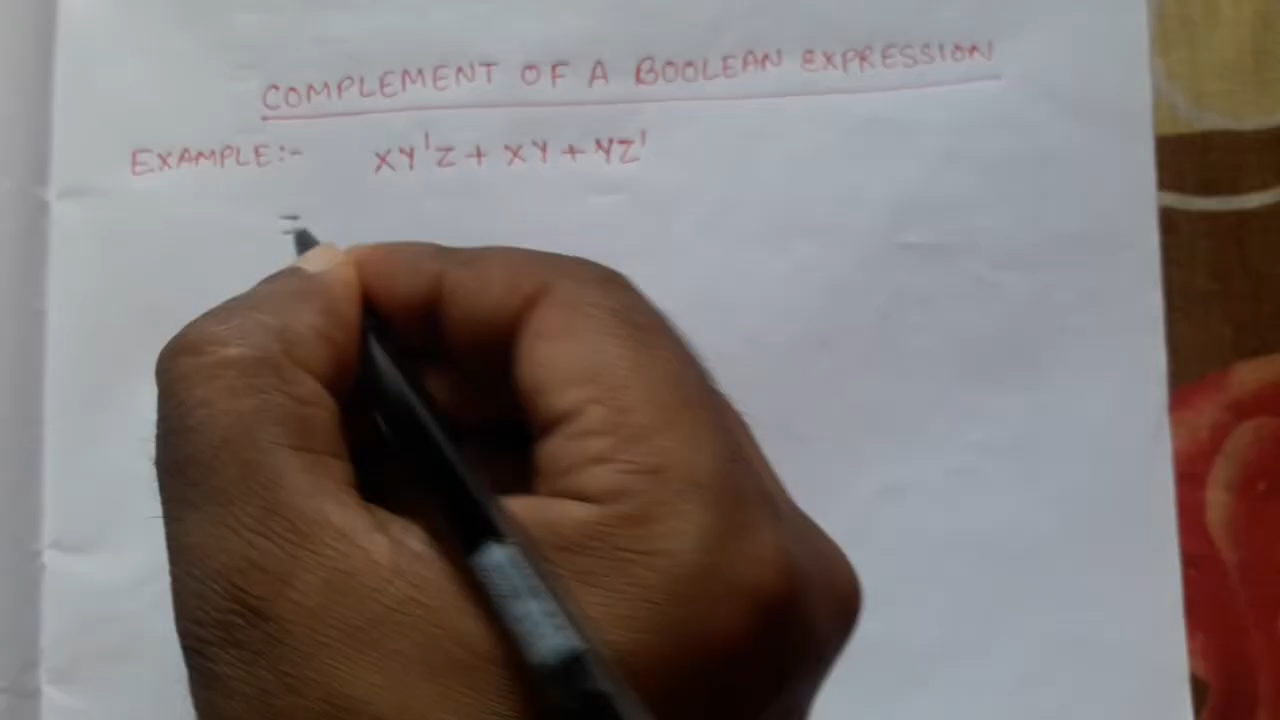 COMPLEMENT OF A BOOLEAN EXPRESSION
EXAMPLE:- XY'Z + XY + YZ'
=